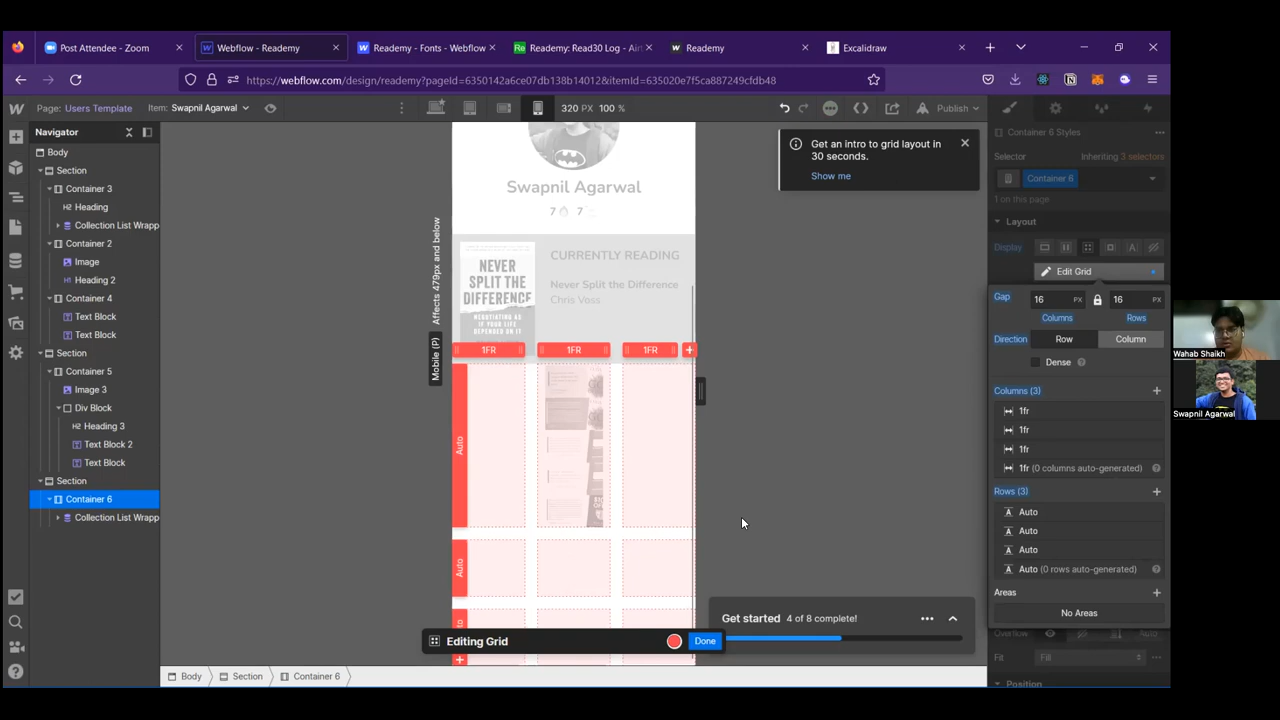 Post Attendee - Zoom
Webflow - Reademy
Reademy - Fonts - Webflow
Reademy: Read30 Log - Air
Reademy
Excalidraw
https://webflow.com/design/reademy?pageId=6350142a6ce07db138b14012&itemId=635020e7f5ca887249cfdb48
Page: Users Template
Item: Swapnil Agarwal
320 PX 100 %
Publish
Navigator
Body
Section
Container 3
H2 Heading
Collection List Wrapp
Container 2
Image
H1 Heading 2
Container 4
Text Block
Text Block
Section
Container 5
Image 3
Div Block
H2 Heading 3
Text Block 2
Text Block
Section
Container 6
Collection List Wrapp
Affects 479px and below
Mobile (P)
Swapnil Agarwal
7 7
NEVER
SPLIT THE
DIFFERENCE
NEGOTIATING AS
IF YOUR LIFE
DEPENDED ON IT
CURRENTLY READING
Never Split the Difference
Chris Voss
1FR 1FR 1FR
Auto
Auto
Auto
Editing Grid
Done
Get an intro to grid layout in
30 seconds.
Show me
Get started 4 of 8 complete!
Container 6 Styles
Selector
Inheriting 3 selectors
Container 6
1 on this page
Layout
Display
Edit Grid
Gap 16 PX 16 PX
Columns Rows
Direction Row Column
Dense
Columns (3)
1fr
1fr
1fr
1fr (0 columns auto-generated)
Rows (3)
Auto
Auto
Auto
Auto (0 rows auto-generated)
Areas
No Areas
Overflow Auto
Fit Fill
Position
Body Section Container 6
Wahab Shaikh
Swapnil Agarwal